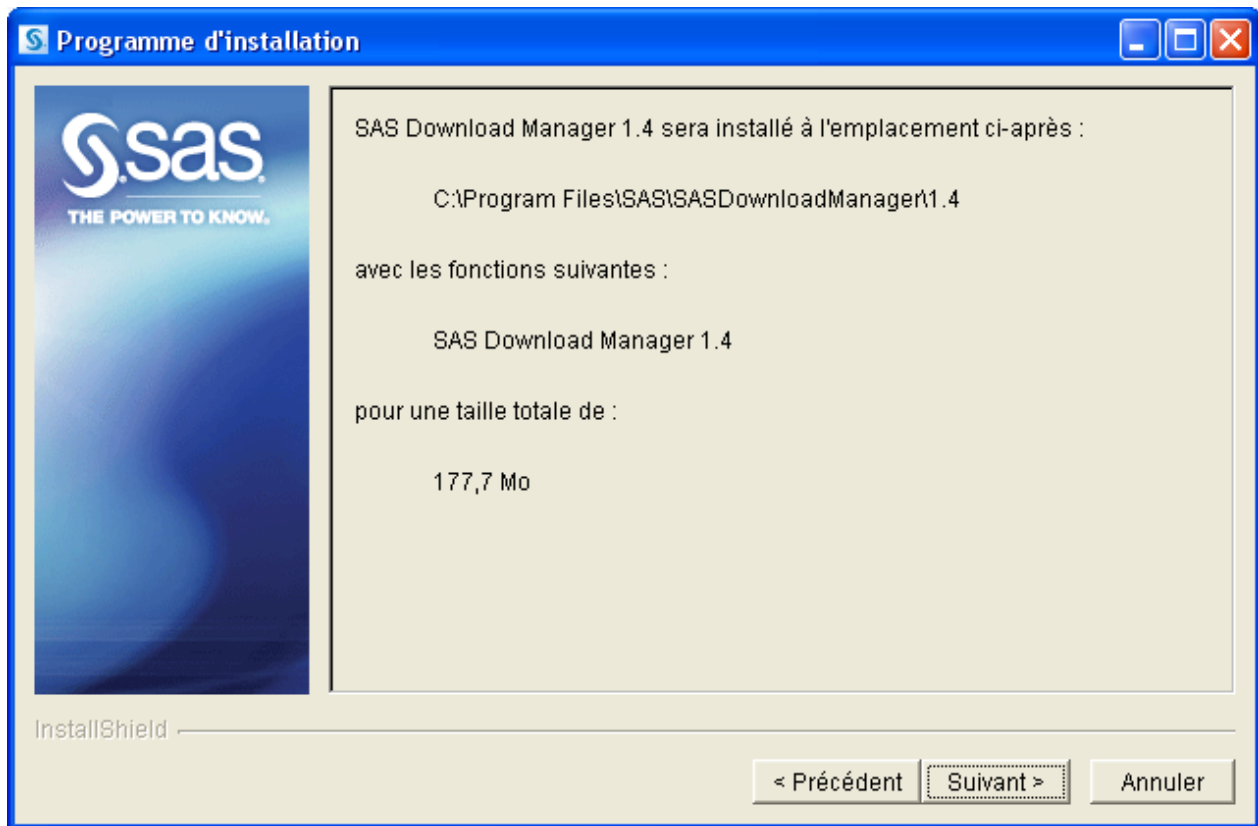 Programme d'installation
sas
THE POWER TO KNOW.
SAS Download Manager 1.4 sera installé à l'emplacement ci-après :
C:\Program Files\SAS\SASDownloadManager\1.4
avec les fonctions suivantes :
SAS Download Manager 1.4
pour une taille totale de :
177,7 Mo
InstallShield
< Précédent
Suivant >
Annuler